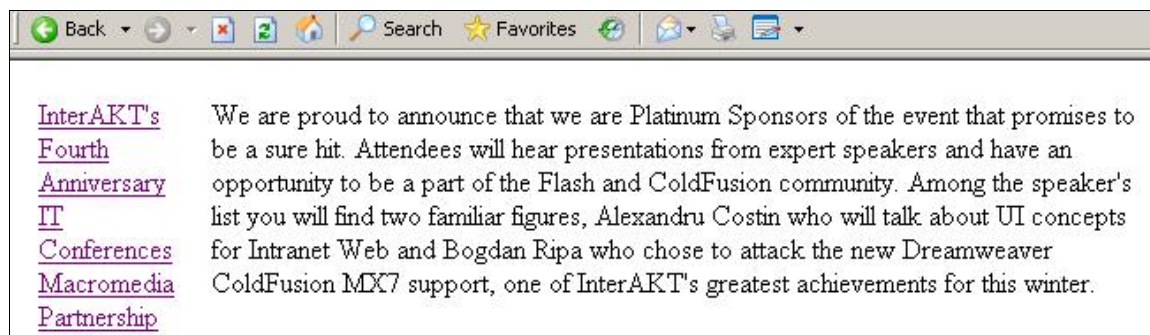 Back Search Favorites
InterAKT's
Fourth
Anniversary
IT
Conferences
Macromedia
Partnership
We are proud to announce that we are Platinum Sponsors of the event that promises to
be a sure hit. Attendees will hear presentations from expert speakers and have an
opportunity to be a part of the Flash and ColdFusion community. Among the speaker's
list you will find two familiar figures, Alexandru Costin who will talk about UI concepts
for Intranet Web and Bogdan Ripa who chose to attack the new Dreamweaver
ColdFusion MX7 support, one of InterAKT's greatest achievements for this winter.